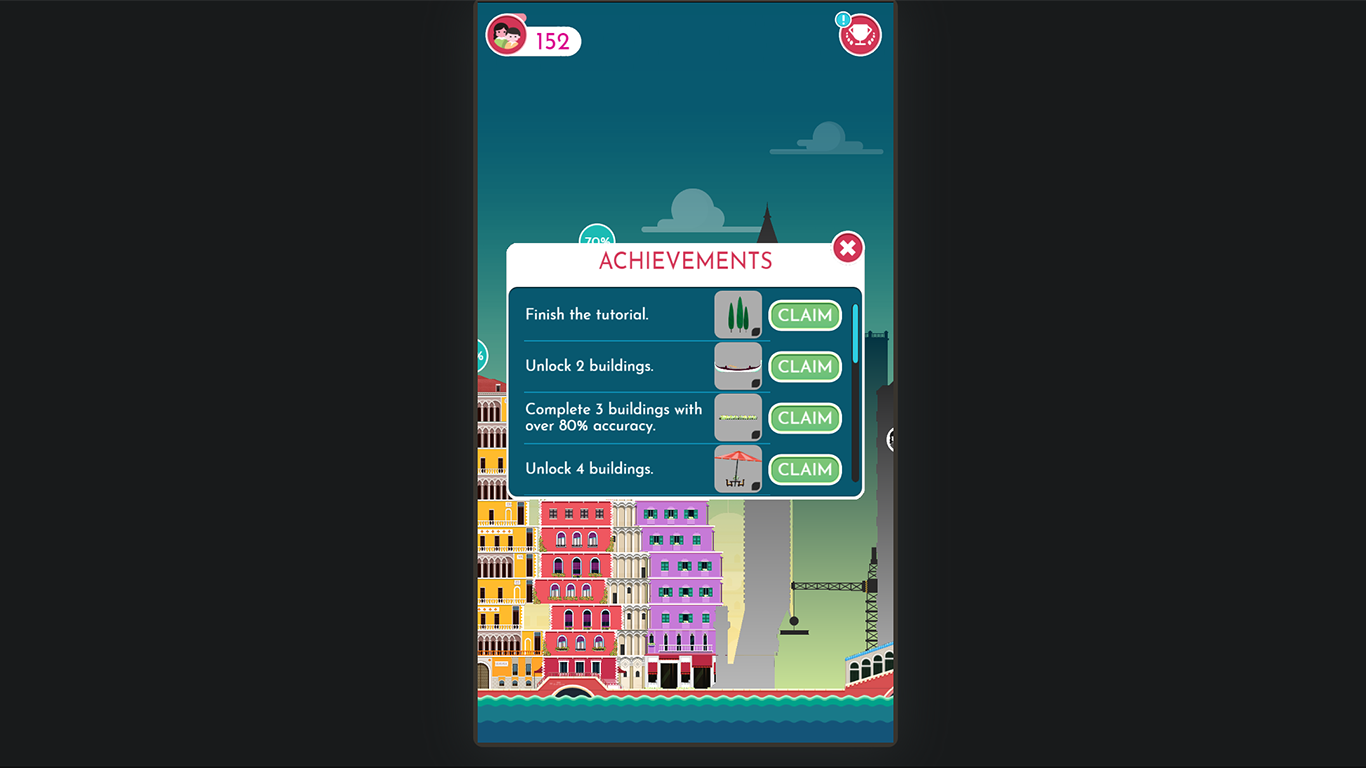 152
!
70%
ACHIEVEMENTS
Finish the tutorial.
CLAIM
Unlock 2 buildings.
CLAIM
%
Complete 3 buildings with
over 80% accuracy.
CLAIM
Unlock 4 buildings.
CLAIM